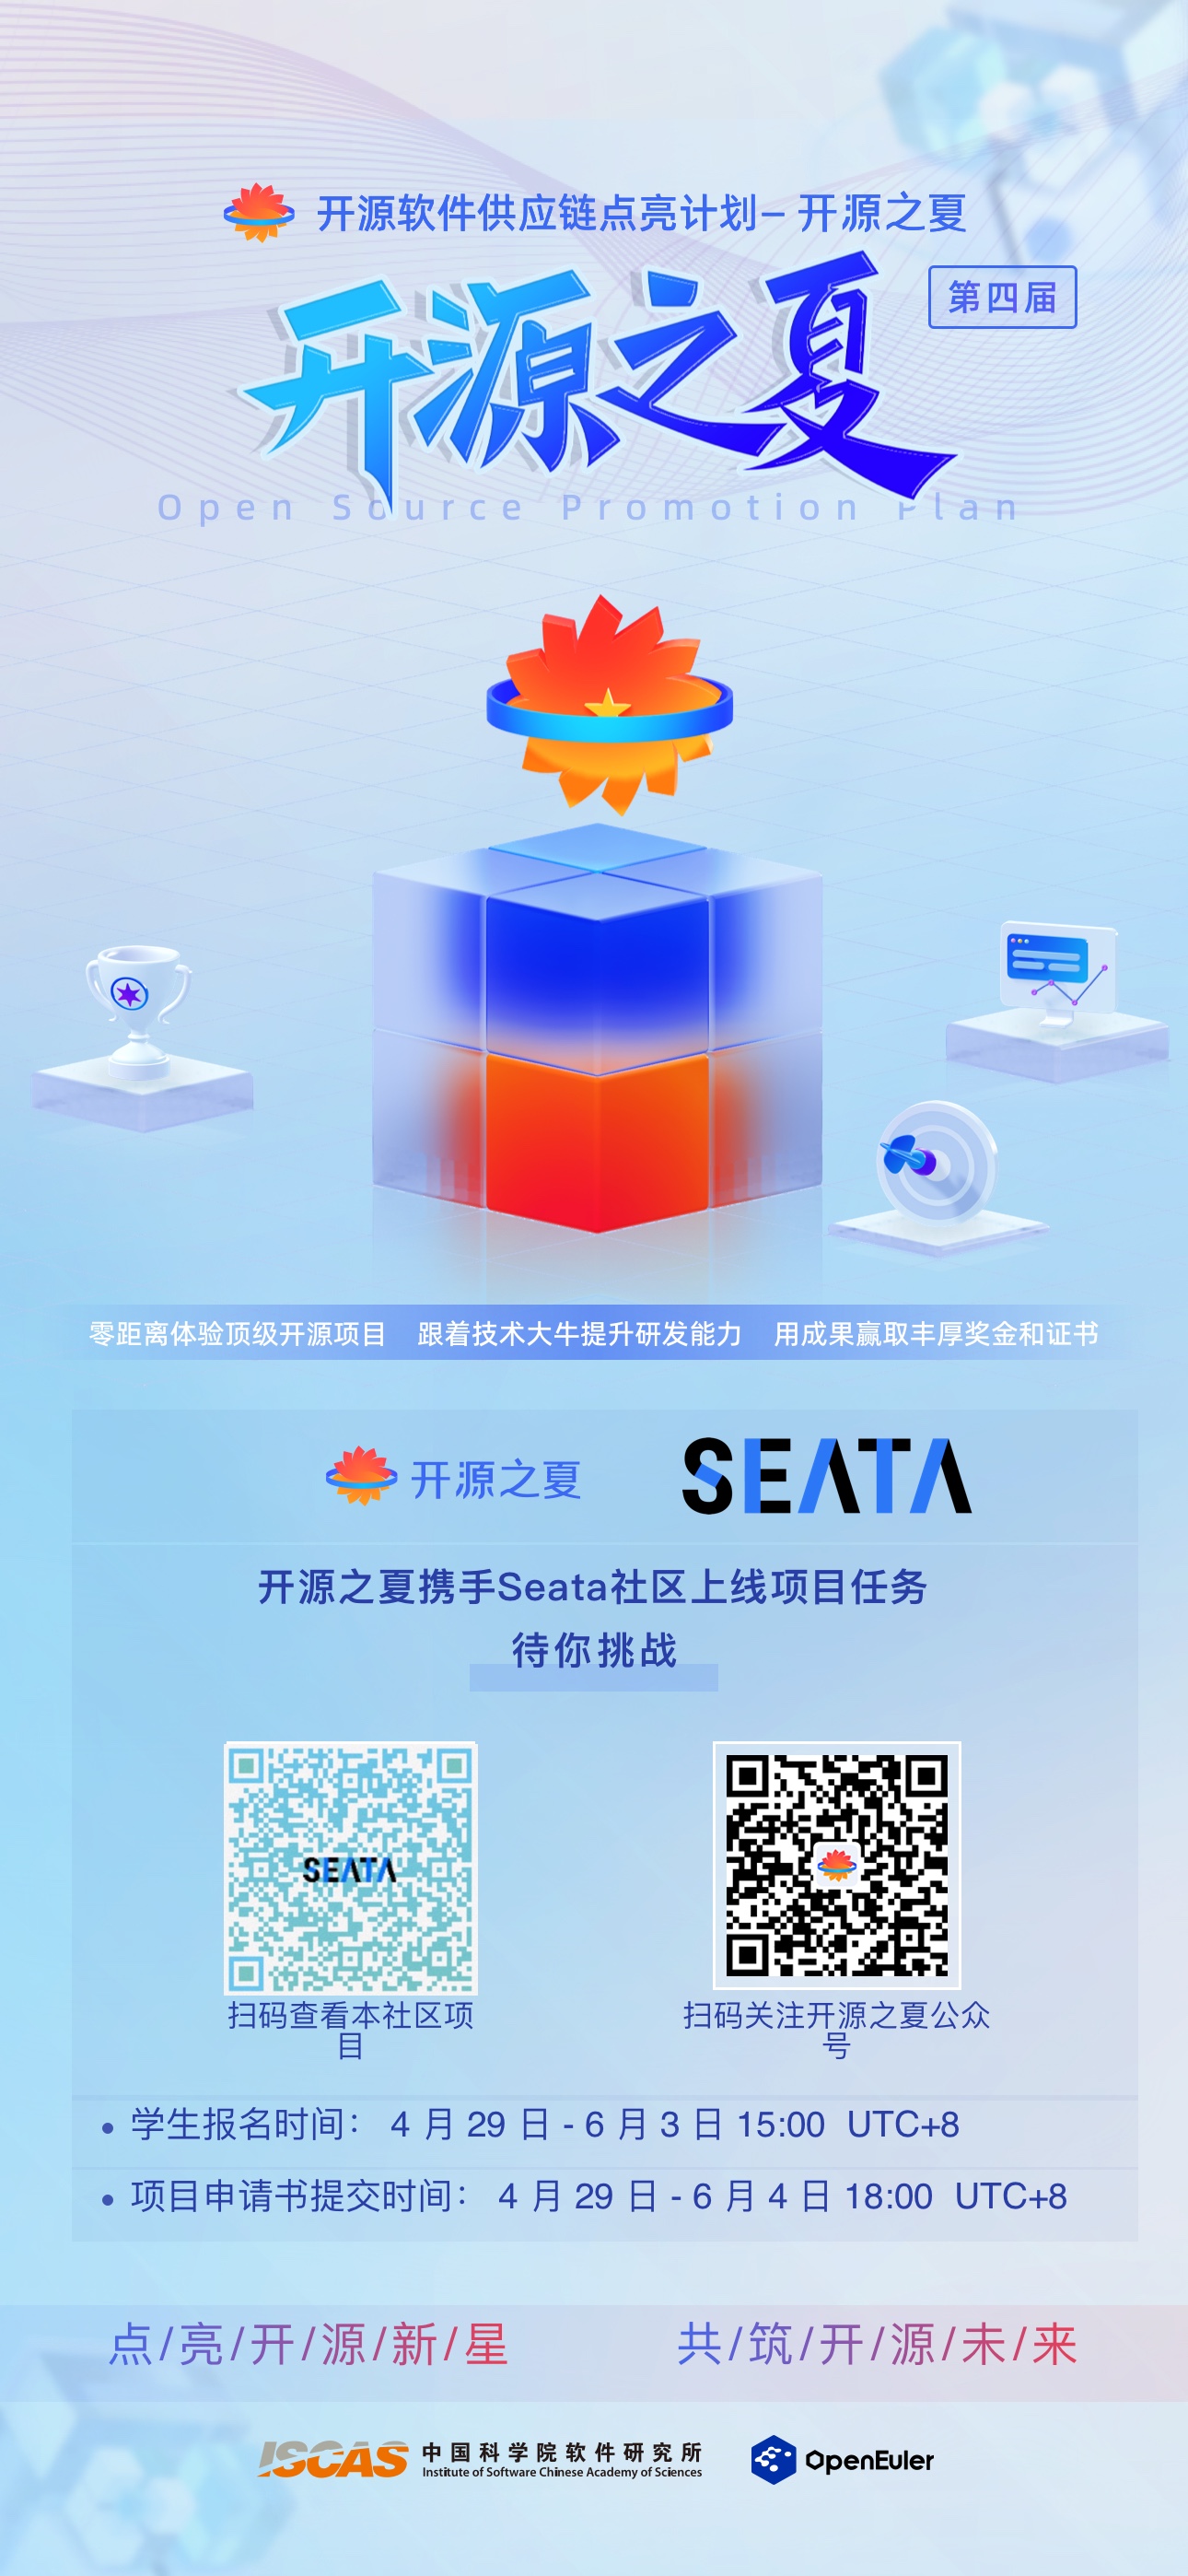 开源软件供应链点亮计划– 开源之夏
开源之夏
第四届
Open Source Promotion Plan
零距离体验顶级开源项目 跟着技术大牛提升研发能力 用成果赢取丰厚奖金和证书
开源之夏 SEATA
开源之夏携手Seata社区上线项目任务
待你挑战
SEATA
扫码查看本社区项
目
扫码关注开源之夏公众
号
• 学生报名时间： 4 月 29 日 - 6 月 3 日 15:00 UTC+8
• 项目申请书提交时间： 4 月 29 日 - 6 月 4 日 18:00 UTC+8
点/亮/开/源/新/星 共/筑/开/源/未/来
ISCAS 中国科学院软件研究所
Institute of Software Chinese Academy of Sciences
OpenEuler